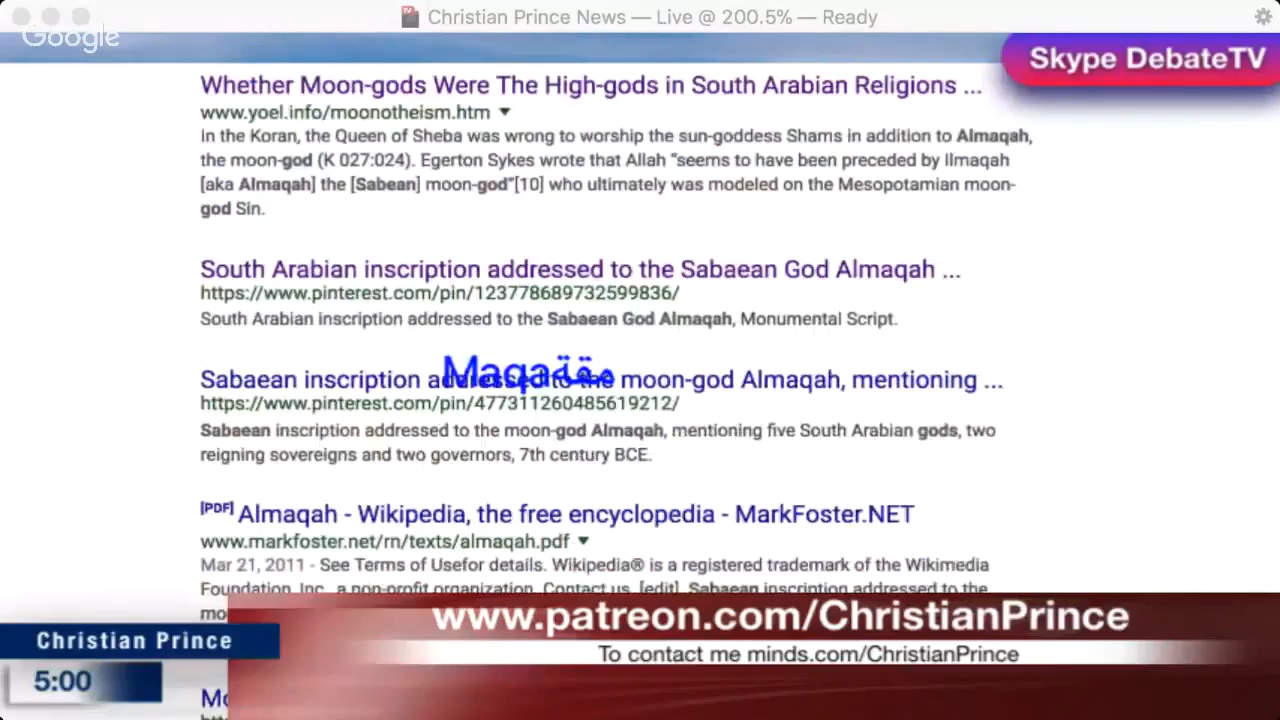 Christian Prince News — Live @ 200.5% — Ready
Google
Skype DebateTV
Whether Moon-gods Were The High-gods in South Arabian Religions ...
www.yoel.info/moonotheism.htm
In the Koran, the Queen of Sheba was wrong to worship the sun-goddess Shams in addition to Almaqah,
the moon-god (K 027:024). Egerton Sykes wrote that Allah "seems to have been preceded by Ilmaqah
[aka Almaqah] the [Sabean] moon-god"[10] who ultimately was modeled on the Mesopotamian moon-
god Sin.
South Arabian inscription addressed to the Sabaean God Almaqah ...
https://www.pinterest.com/pin/123778689732599836/
South Arabian inscription addressed to the Sabaean God Almaqah, Monumental Script.
Maqaمقة
Sabaean inscription addressed to the moon-god Almaqah, mentioning ...
https://www.pinterest.com/pin/477311260485619212/
Sabaean inscription addressed to the moon-god Almaqah, mentioning five South Arabian gods, two
reigning sovereigns and two governors, 7th century BCE.
[PDF] Almaqah - Wikipedia, the free encyclopedia - MarkFoster.NET
www.markfoster.net/rn/texts/almaqah.pdf
Mar 21, 2011 - See Terms of Usefor details. Wikipedia® is a registered trademark of the Wikimedia
Foundation, Inc., a non-profit organization. Contact us. [edit]. Sabaean inscription addressed to the
www.patreon.com/ChristianPrince
Christian Prince
To contact me minds.com/ChristianPrince
5:00